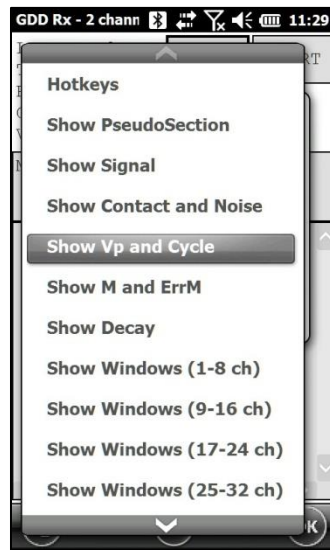 GDD Rx - 2 chann 11:29
RT
Hotkeys
Show PseudoSection
Show Signal
Show Contact and Noise
Show Vp and Cycle
Show M and ErrM
Show Decay
Show Windows (1-8 ch)
Show Windows (9-16 ch)
Show Windows (17-24 ch)
Show Windows (25-32 ch)